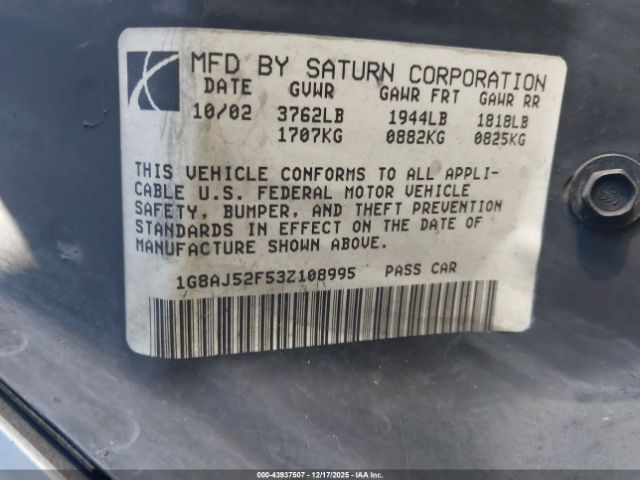 MFD BY SATURN CORPORATION
DATE GVWR GAWR FRT GAWR RR
10/02 3762LB 1944LB 1818LB
1707KG 0882KG 0825KG
THIS VEHICLE CONFORMS TO ALL APPLI-
CABLE U.S. FEDERAL MOTOR VEHICLE
SAFETY, BUMPER, AND THEFT PREVENTION
STANDARDS IN EFFECT ON THE DATE OF
MANUFACTURE SHOWN ABOVE.
1G8AJ52F53Z108995 PASS CAR
000-43937507 - 12/17/2025 - IAAI.COM